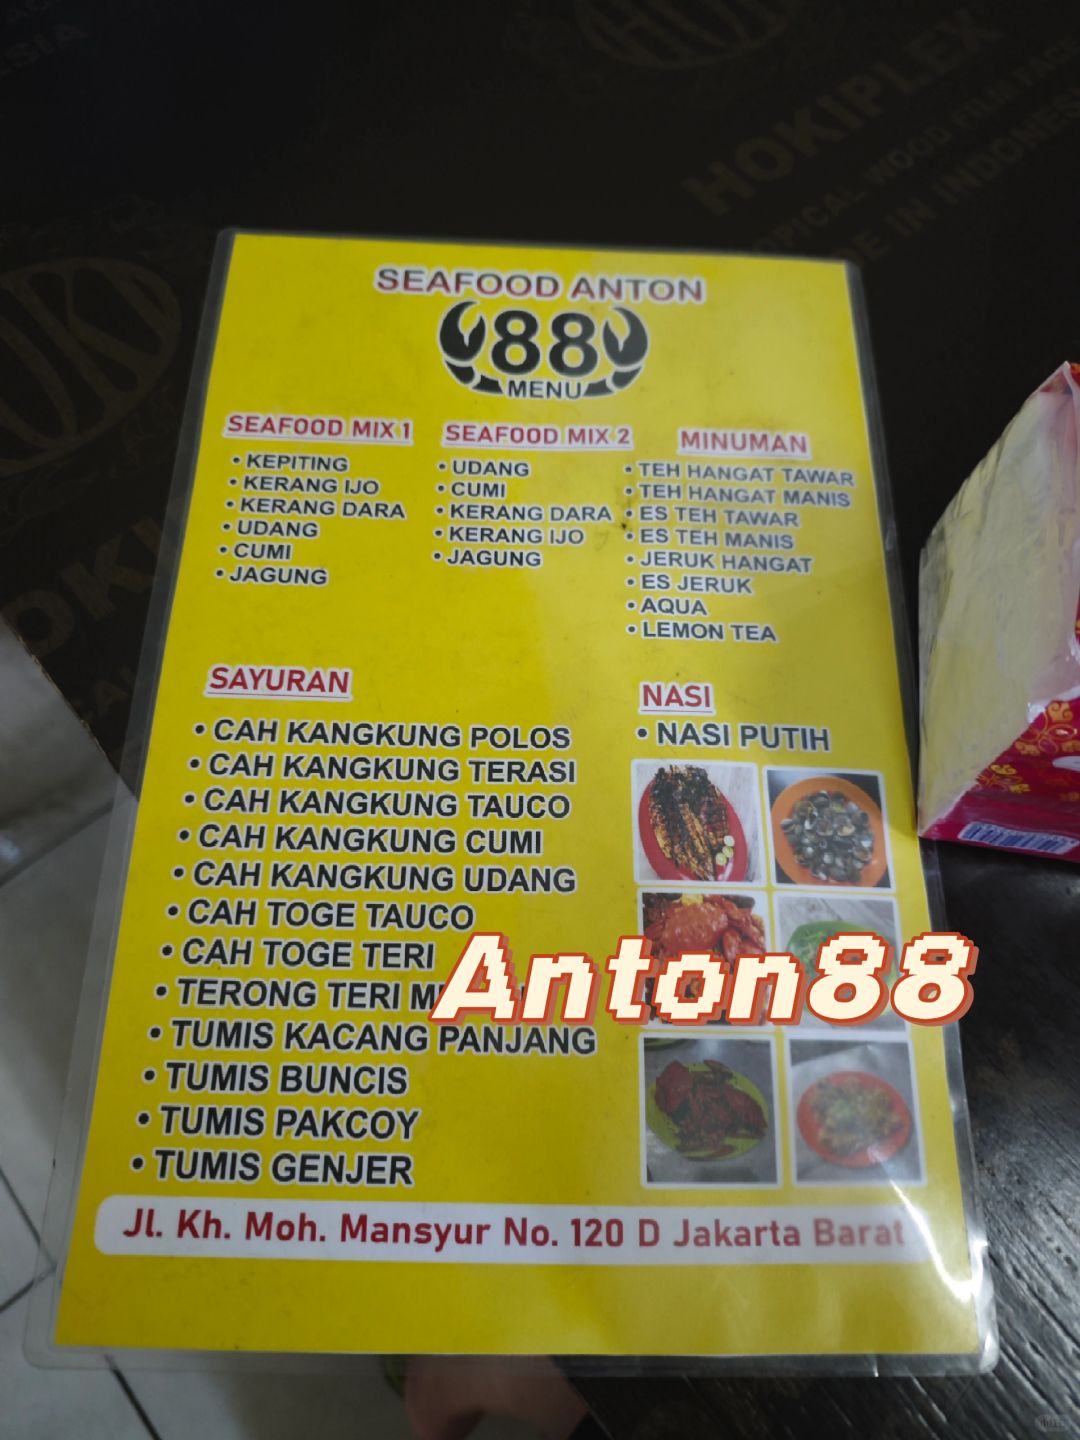 HOKIPLEX
MADE IN INDONESIA
SEAFOOD ANTON
88
MENU
SEAFOOD MIX 1
• KEPITING
• KERANG IJO
• KERANG DARA
• UDANG
• CUMI
• JAGUNG
SEAFOOD MIX 2
• UDANG
• CUMI
• KERANG DARA
• KERANG IJO
• JAGUNG
MINUMAN
• TEH HANGAT TAWAR
• TEH HANGAT MANIS
• ES TEH TAWAR
• ES TEH MANIS
• JERUK HANGAT
• ES JERUK
• AQUA
• LEMON TEA
SAYURAN
• CAH KANGKUNG POLOS
• CAH KANGKUNG TERASI
• CAH KANGKUNG TAUCO
• CAH KANGKUNG CUMI
• CAH KANGKUNG UDANG
• CAH TOGE TAUCO
• CAH TOGE TERI
• TERONG TERI
• TUMIS KACANG PANJANG
• TUMIS BUNCIS
• TUMIS PAKCOY
• TUMIS GENJER
NASI
• NASI PUTIH
Anton88
Jl. Kh. Moh. Mansyur No. 120 D Jakarta Barat